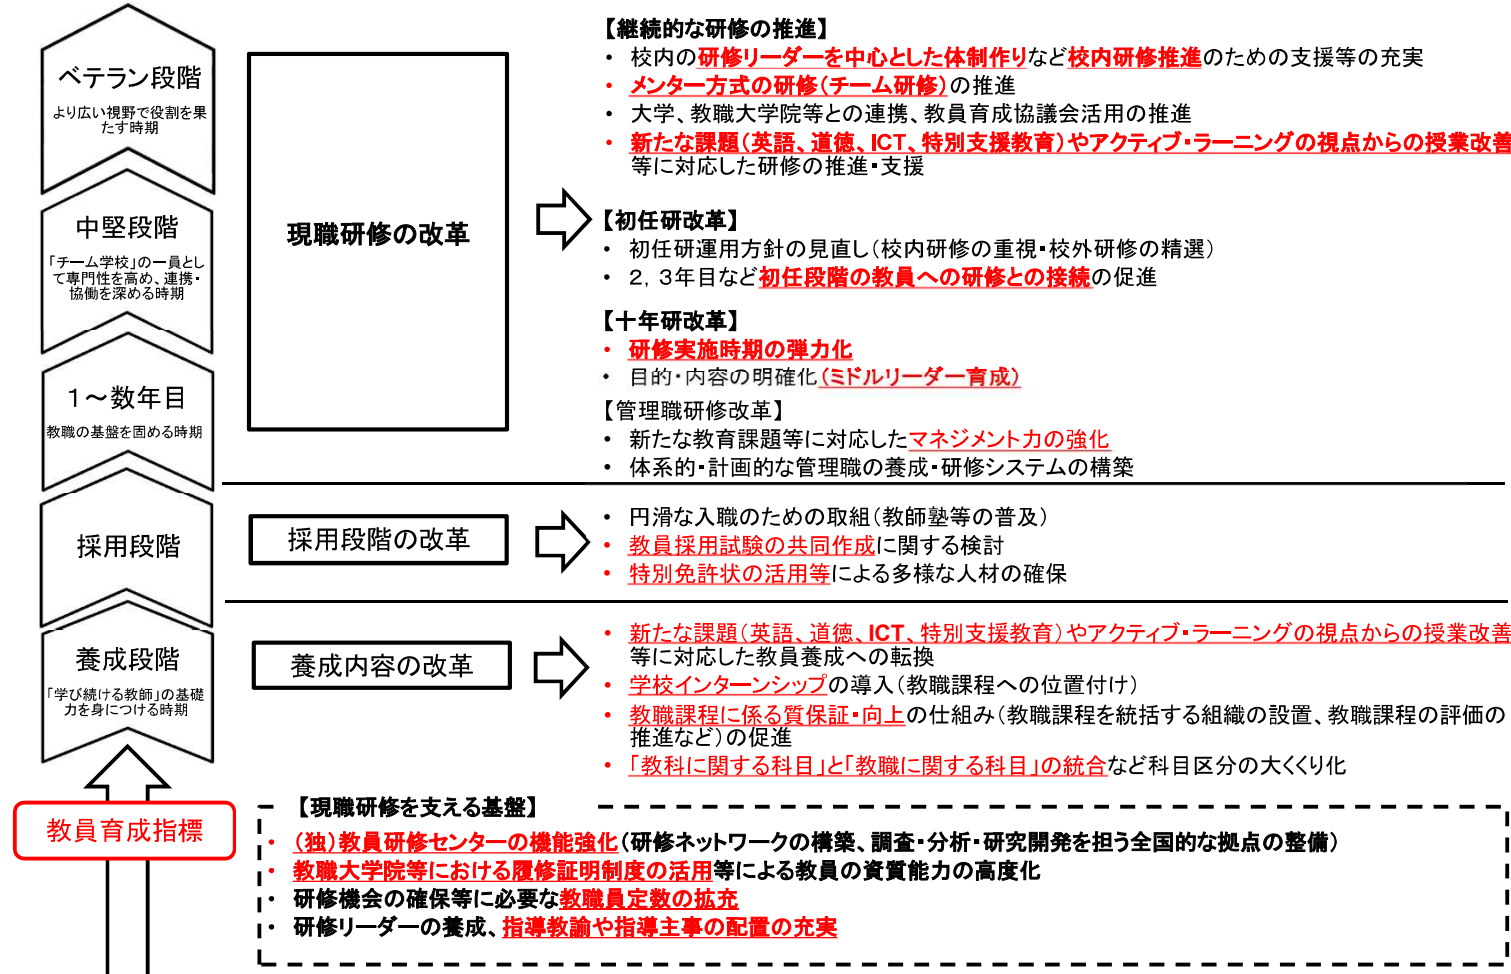 ベテラン段階
より広い視野で役割を果
たす時期
中堅段階
「チーム学校」の一員とし
て専門性を高め、連携・
協働を深める時期
1～数年目
教職の基盤を固める時期
採用段階
養成段階
「学び続ける教師」の基礎
力を身につける時期
教員育成指標
現職研修の改革
【継続的な研修の推進】
・ 校内の研修リーダーを中心とした体制作りなど校内研修推進のための支援等の充実
・ メンター方式の研修(チーム研修)の推進
・ 大学、教職大学院等との連携、教員育成協議会活用の推進
・ 新たな課題(英語、道徳、ICT、特別支援教育)やアクティブ・ラーニングの視点からの授業改善
等に対応した研修の推進・支援
【初任研改革】
・ 初任研運用方針の見直し(校内研修の重視・校外研修の精選)
・ 2, 3年目など初任段階の教員への研修との接続の促進
【十年研改革】
・ 研修実施時期の弾力化
・ 目的・内容の明確化(ミドルリーダー育成)
【管理職研修改革】
・ 新たな教育課題等に対応したマネジメント力の強化
・ 体系的・計画的な管理職の養成・研修システムの構築
採用段階の改革
・ 円滑な入職のための取組(教師塾等の普及)
・ 教員採用試験の共同作成に関する検討
・ 特別免許状の活用等による多様な人材の確保
養成内容の改革
・ 新たな課題(英語、道徳、ICT、特別支援教育)やアクティブ・ラーニングの視点からの授業改善
等に対応した教員養成への転換
・ 学校インターンシップの導入(教職課程への位置付け)
・ 教職課程に係る質保証・向上の仕組み(教職課程を統括する組織の設置、教職課程の評価の
推進など)の促進
・ 「教科に関する科目」と「教職に関する科目」の統合など科目区分の大くくり化
【現職研修を支える基盤】
・ (独)教員研修センターの機能強化(研修ネットワークの構築、調査・分析・研究開発を担う全国的な拠点の整備)
・ 教職大学院等における履修証明制度の活用等による教員の資質能力の高度化
・ 研修機会の確保等に必要な教職員定数の拡充
・ 研修リーダーの養成、指導教諭や指導主事の配置の充実